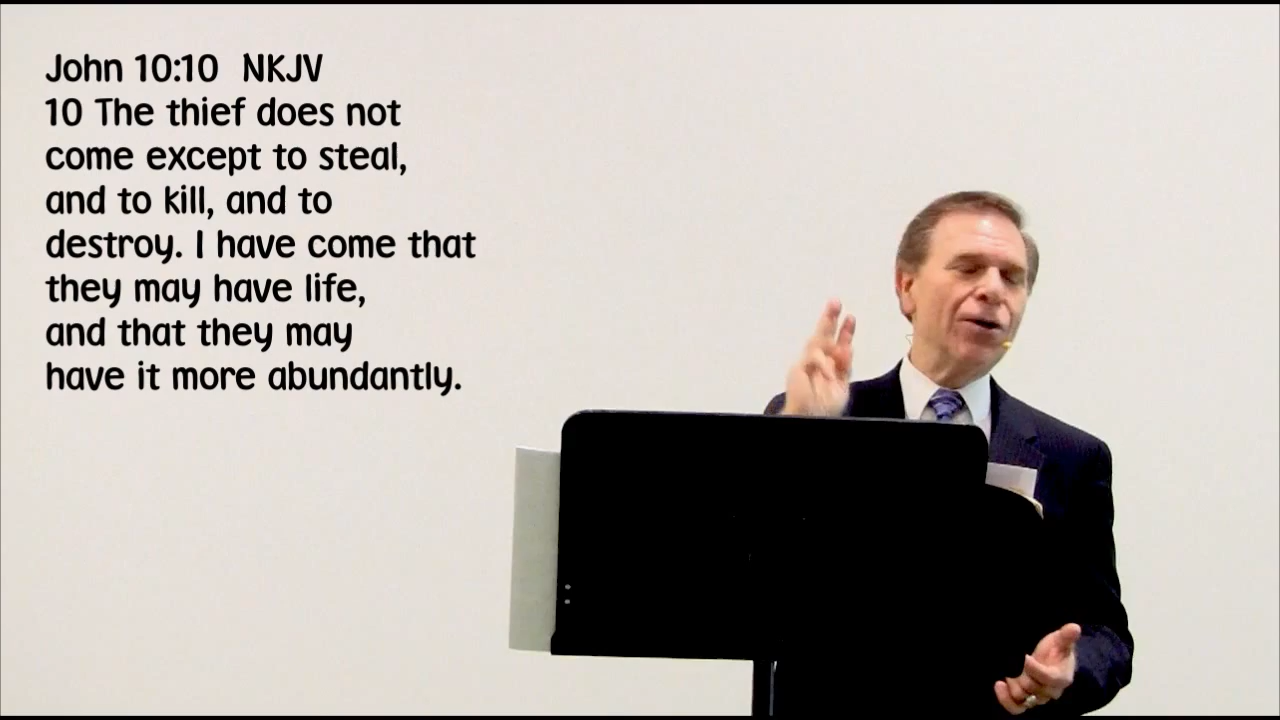 John 10:10  NKJV
10 The thief does not
come except to steal,
and to kill, and to
destroy. I have come that
they may have life,
and that they may
have it more abundantly.